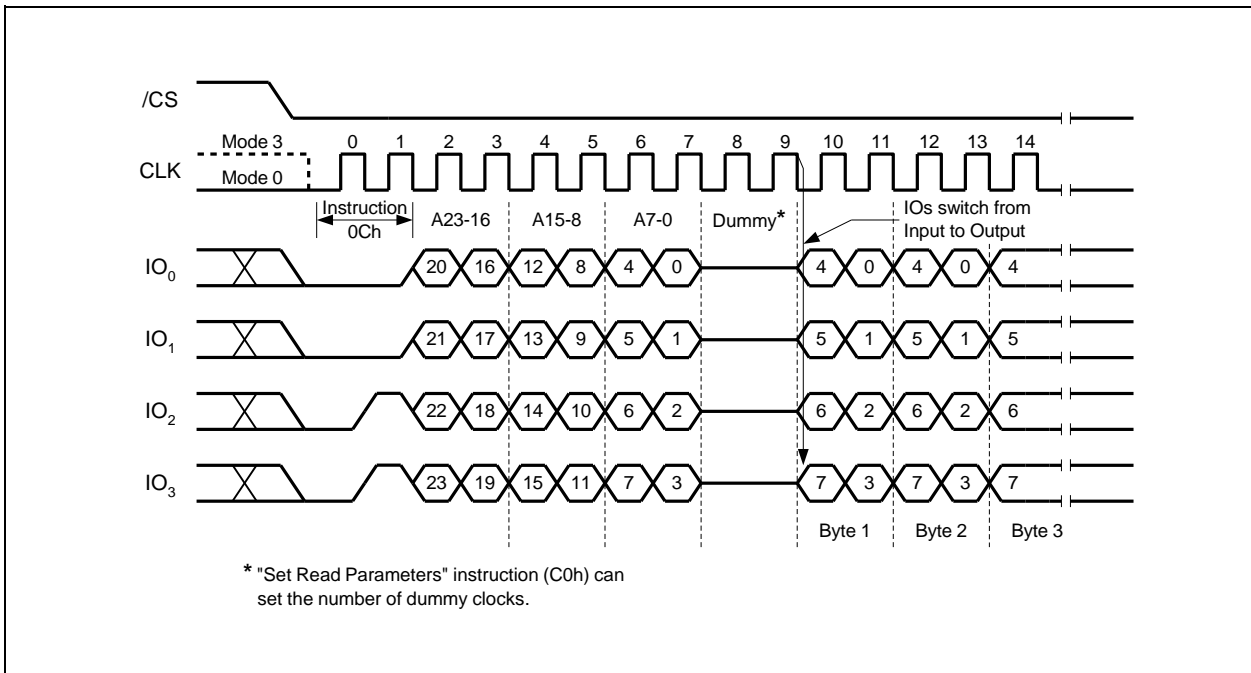 /CS
Mode 3 0 1 2 3 4 5 6 7 8 9 10 11 12 13 14
CLK Mode 0
Instruction A23-16 A15-8 A7-0 Dummy* IOs switch from
0Ch Input to Output
IO0 20 16 12 8 4 0 4 0 4 0 4
IO1 21 17 13 9 5 1 5 1 5 1 5
IO2 22 18 14 10 6 2 6 2 6 2 6
IO3 23 19 15 11 7 3 7 3 7 3 7
Byte 1 Byte 2 Byte 3
* "Set Read Parameters" instruction (C0h) can
set the number of dummy clocks.